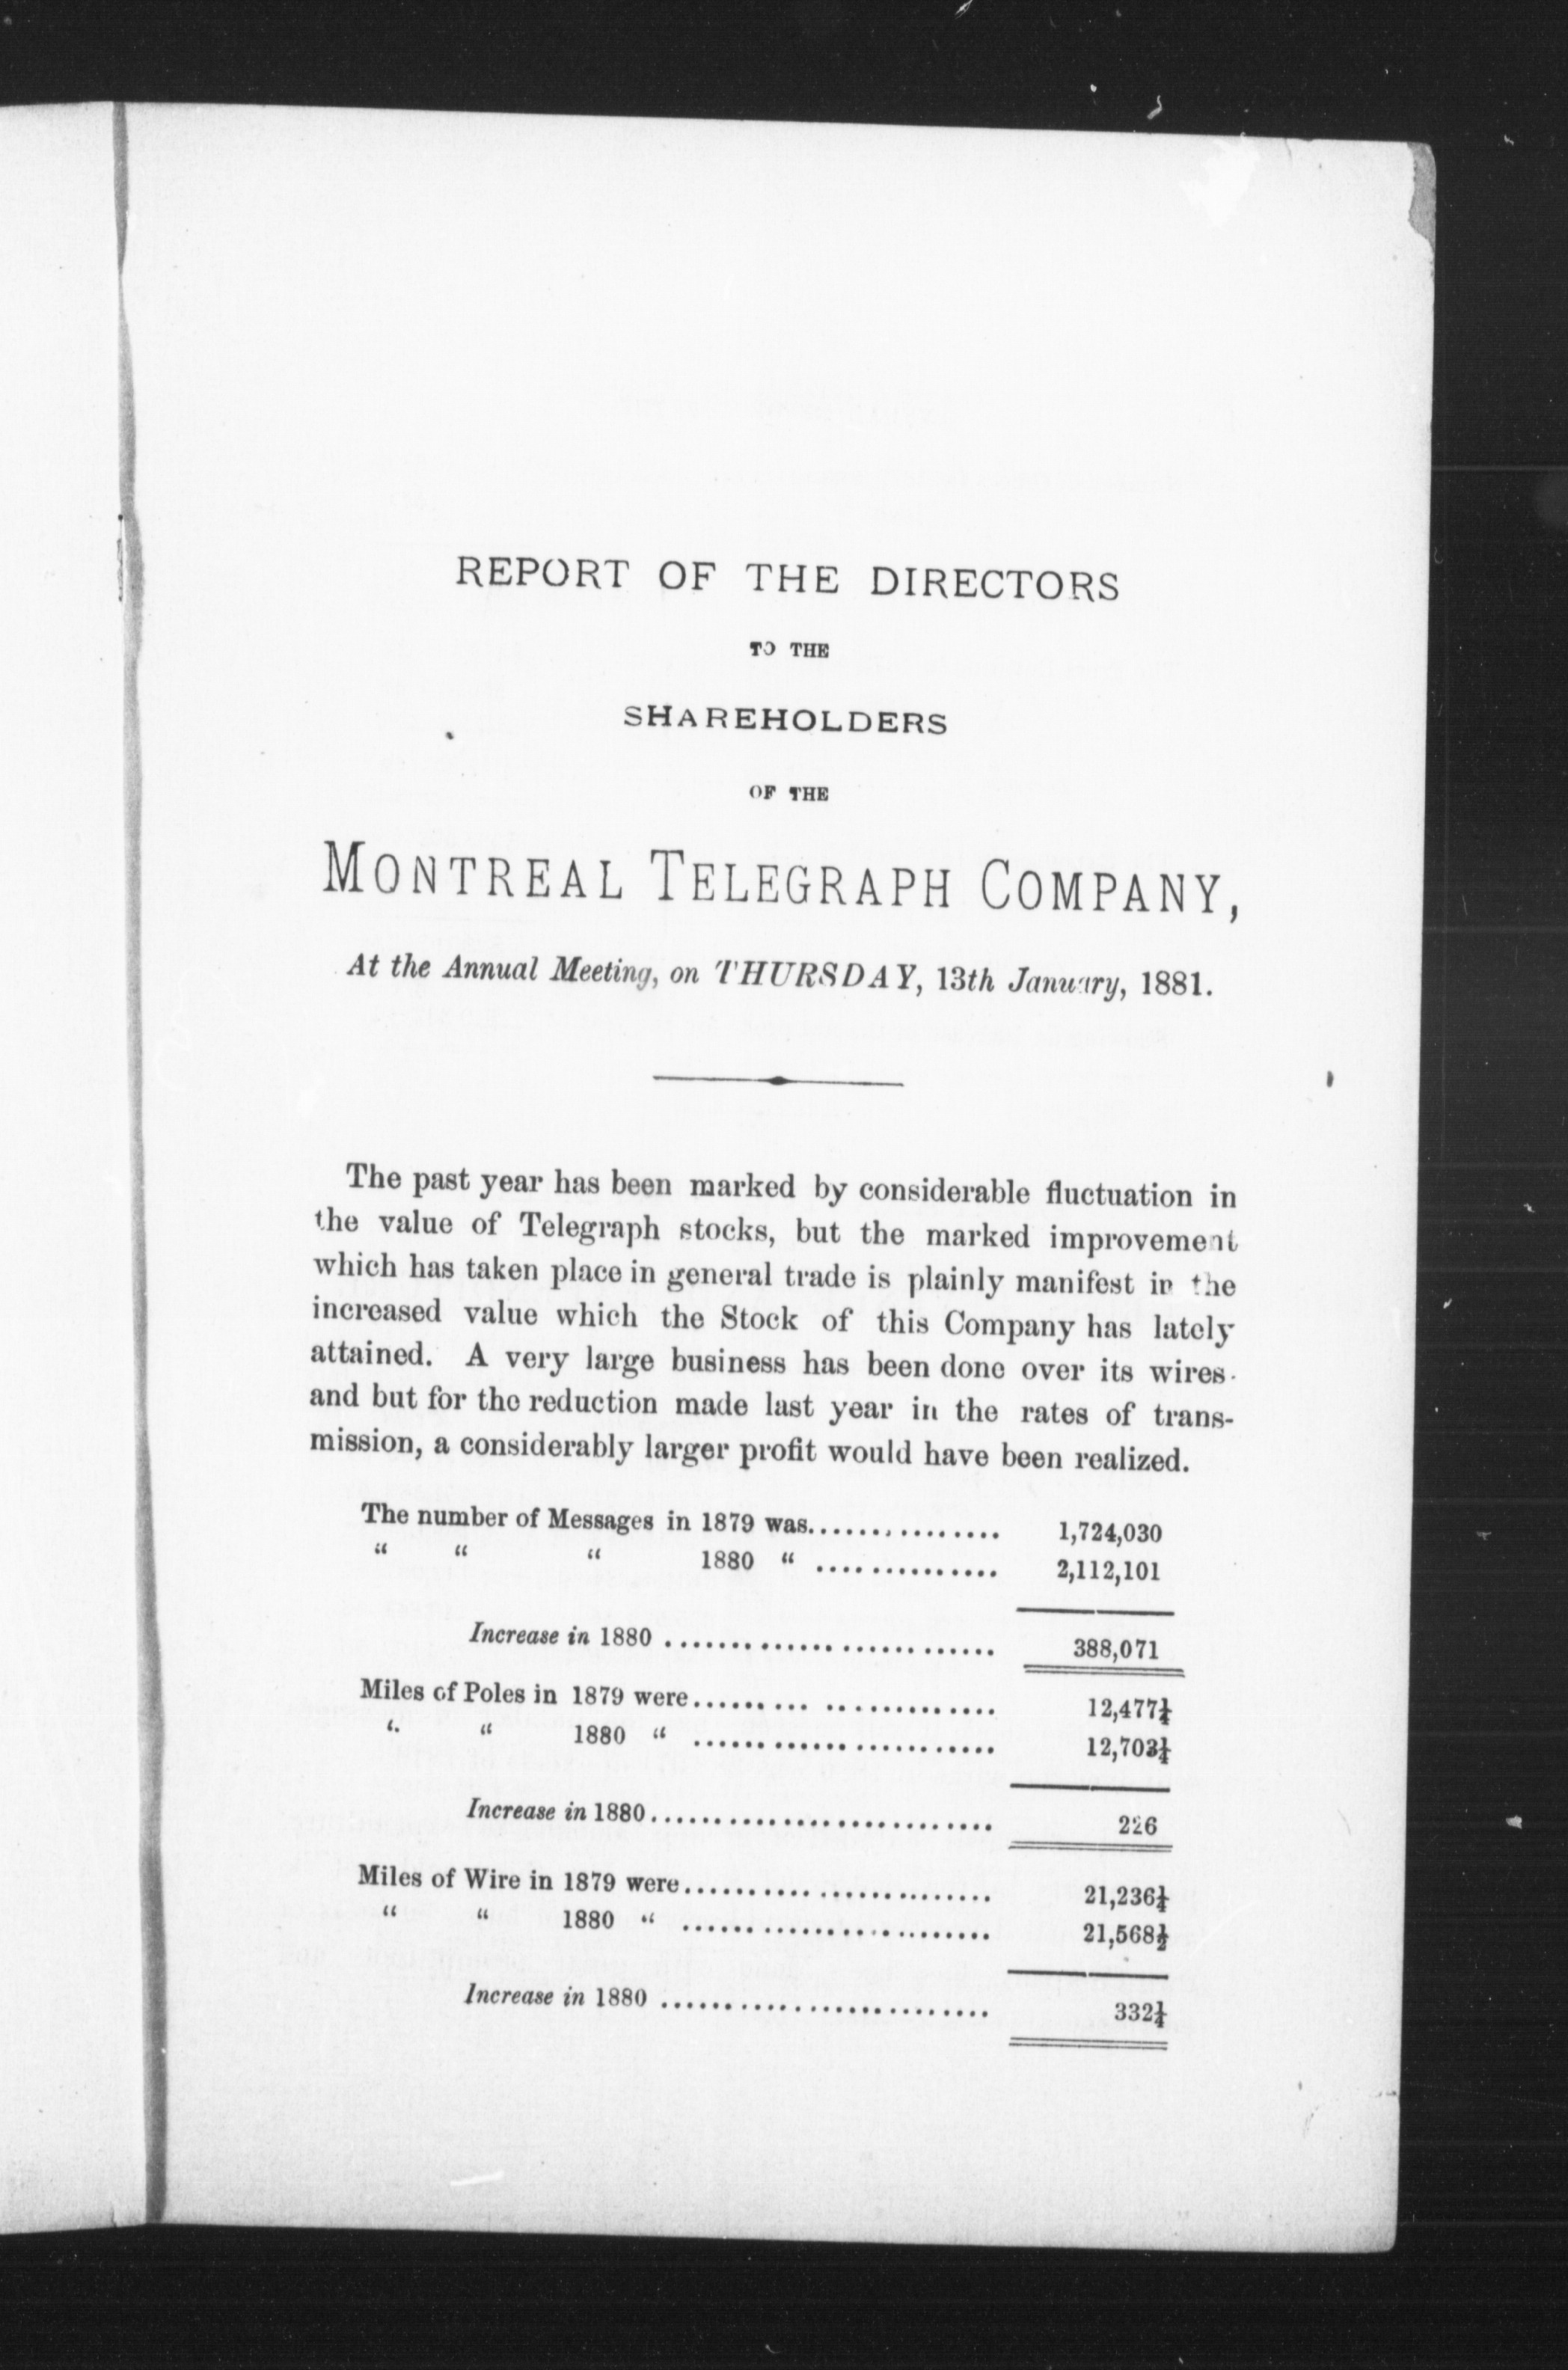 REPORT OF THE DIRECTORS
TO THE
SHAREHOLDERS
OF THE
MONTREAL TELEGRAPH COMPANY,
At the Annual Meeting, on THURSDAY, 13th January, 1881.
The past year has been marked by considerable fluctuation in
the value of Telegraph stocks, but the marked improvement
which has taken place in general trade is plainly manifest in the
increased value which the Stock of this Company has lately
attained. A very large business has been done over its wires
and but for the reduction made last year in the rates of trans-
mission, a considerably larger profit would have been realized.
The number of Messages in 1879 was.................... 1,724,030
“ “ “ 1880 “ .................. 2,112,101
Increase in 1880 .............................. 388,071
Miles of Poles in 1879 were............................ 12,477¼
“ “ 1880 “ ............................ 12,703¼
Increase in 1880.............................. 226
Miles of Wire in 1879 were............................ 21,236¼
“ “ 1880 “ ............................ 21,568½
Increase in 1880 .............................. 332¼